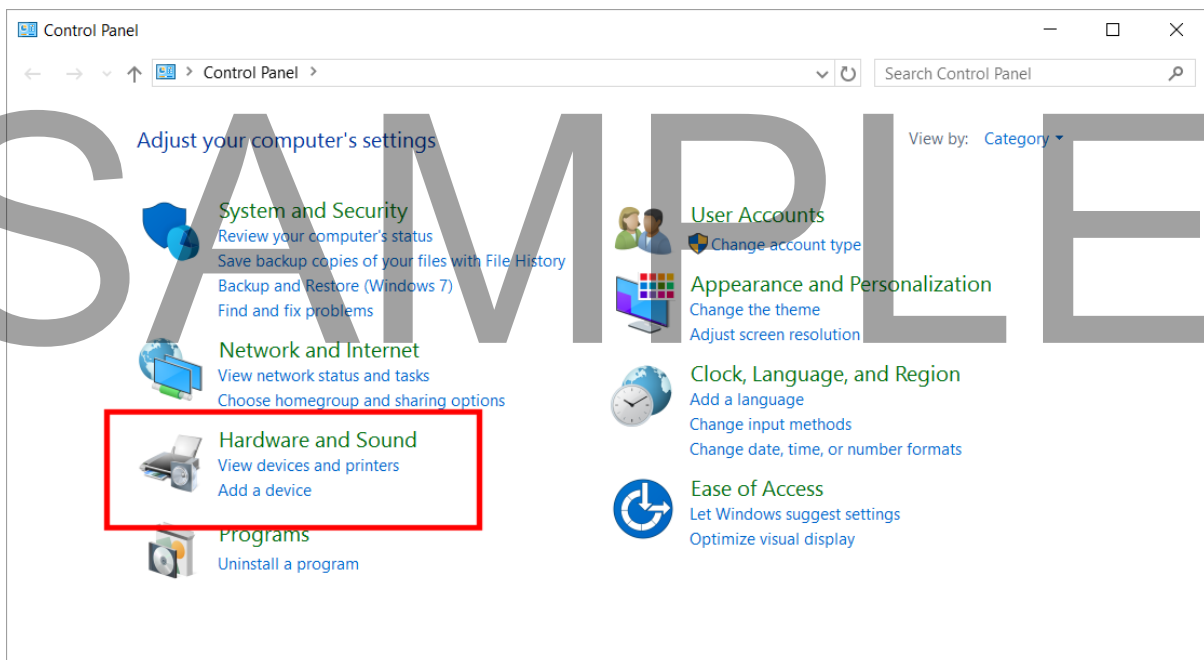 Control Panel
Control Panel
Search Control Panel
SAMPLE
Adjust your computer's settings
View by: Category
System and Security
Review your computer's status
Save backup copies of your files with File History
Backup and Restore (Windows 7)
Find and fix problems
Network and Internet
View network status and tasks
Choose homegroup and sharing options
Hardware and Sound
View devices and printers
Add a device
Programs
Uninstall a program
User Accounts
Change account type
Appearance and Personalization
Change the theme
Adjust screen resolution
Clock, Language, and Region
Add a language
Change input methods
Change date, time, or number formats
Ease of Access
Let Windows suggest settings
Optimize visual display